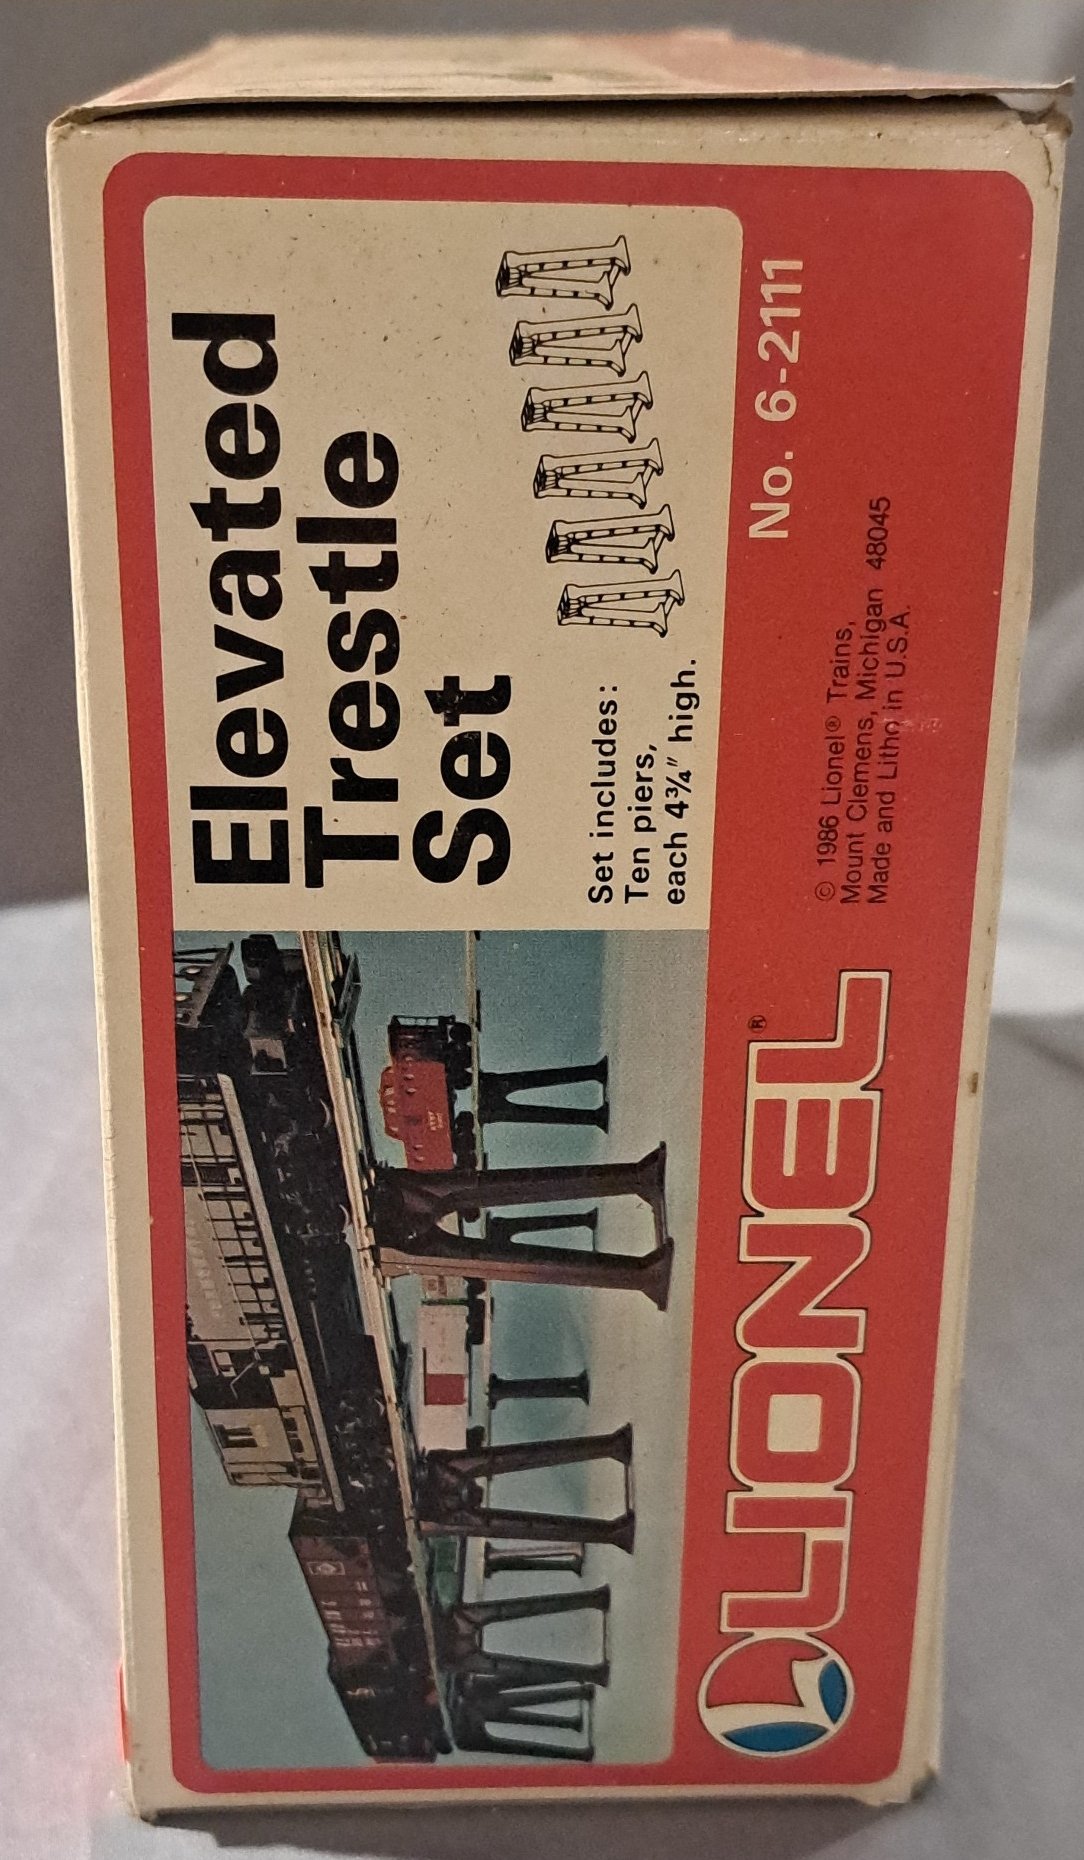 Elevated
Trestle
Set
Set includes:
Ten piers,
each 4¾" high.
LIONEL®
No. 6-2111
© 1986 Lionel® Trains,
Mount Clemens, Michigan 48045
Made and Litho in U.S.A.